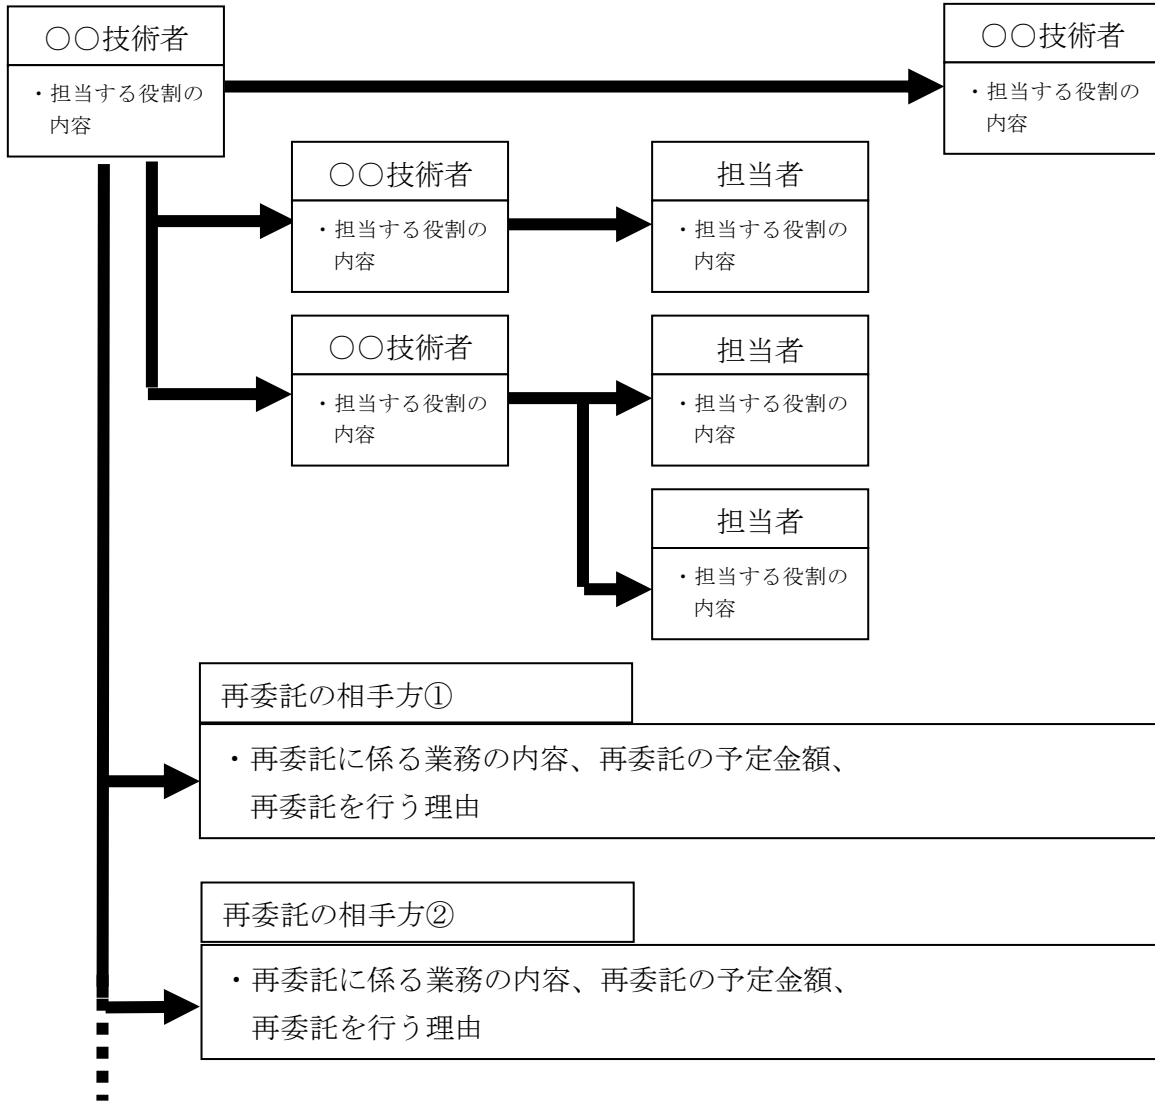 ○○技術者
・担当する役割の
内容
○○技術者
・担当する役割の
内容
○○技術者
・担当する役割の
内容
担当者
・担当する役割の
内容
○○技術者
・担当する役割の
内容
担当者
・担当する役割の
内容
担当者
・担当する役割の
内容
再委託の相手方①
・再委託に係る業務の内容、再委託の予定金額、
再委託を行う理由
再委託の相手方②
・再委託に係る業務の内容、再委託の予定金額、
再委託を行う理由